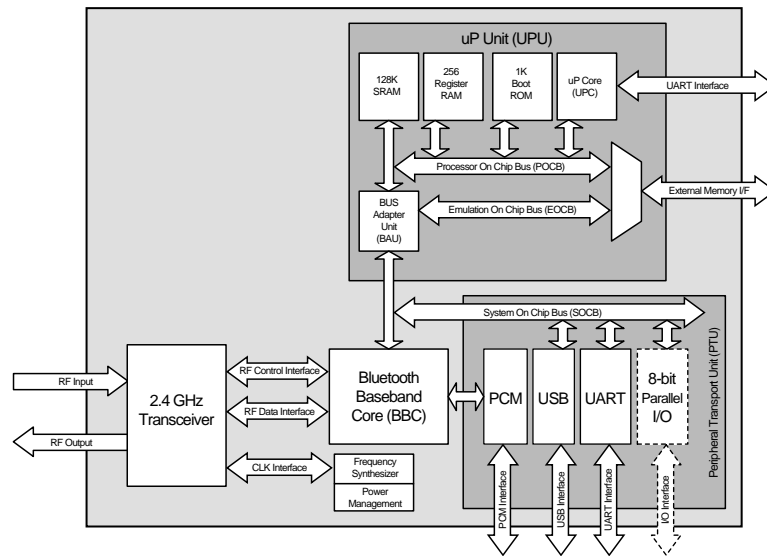 uP Unit (UPU)
128K
SRAM
256
Register
RAM
1K
Boot
ROM
uP Core
(UPC)
UART Interface
Processor On Chip Bus (POCB)
External Memory I/F
BUS
Adapter
Unit
(BAU)
Emulation On Chip Bus (EOCB)
System On Chip Bus (SOCB)
Peripheral Transport Unit (PTU)
RF Input
RF Output
2.4 GHz
Transceiver
RF Control Interface
RF Data Interface
CLK Interface
Bluetooth
Baseband
Core (BBC)
Frequency
Synthesizer
Power
Management
PCM
USB
UART
8-bit
Parallel
I/O
PCM Interface
USB Interface
UART Interface
I/O Interface